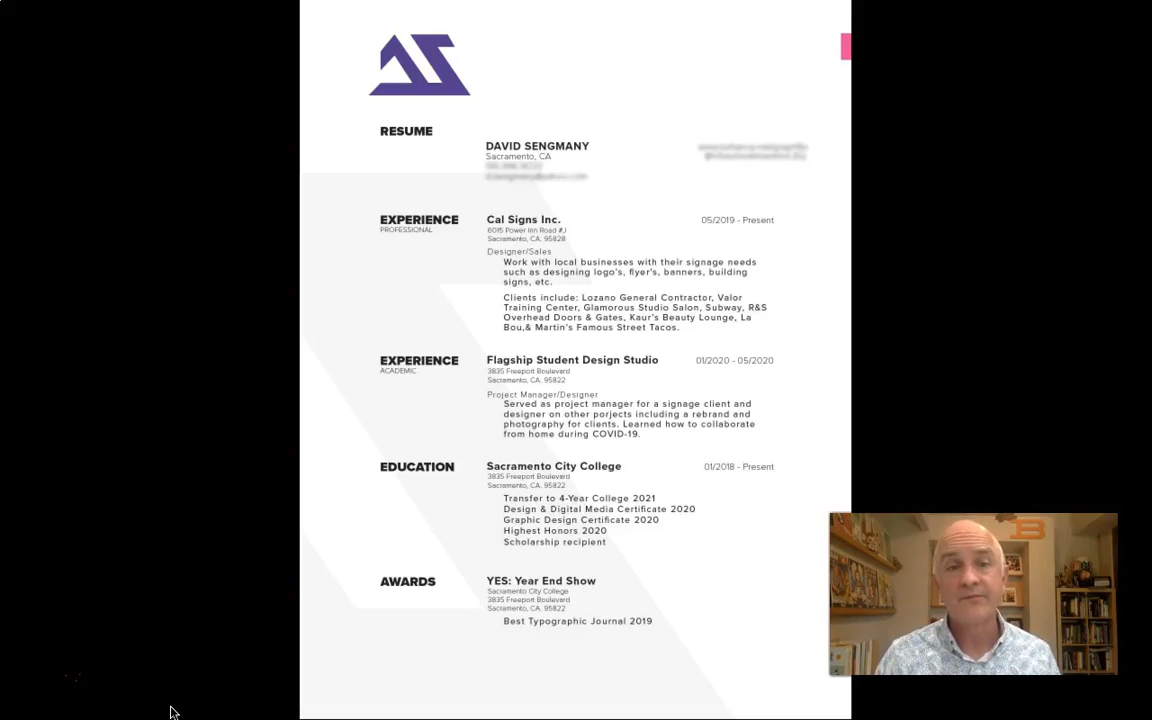 RESUME
DAVID SENGMANY
Sacramento, CA
EXPERIENCE
PROFESSIONAL
Cal Signs Inc.
05/2019 - Present
6015 Power Inn Road #J
Sacramento, CA. 95828
Designer/Sales
Work with local businesses with their signage needs
such as designing logo's, flyer's, banners, building
signs, etc.
Clients include: Lozano General Contractor, Valor
Training Center, Glamorous Studio Salon, Subway, R&S
Overhead Doors & Gates, Kaur's Beauty Lounge, La
Bou,& Martin's Famous Street Tacos.
EXPERIENCE
ACADEMIC
Flagship Student Design Studio
01/2020 - 05/2020
3835 Freeport Boulevard
Sacramento, CA. 95822
Project Manager/Designer
Served as project manager for a signage client and
designer on other porjects including a rebrand and
photography for clients. Learned how to collaborate
from home during COVID-19.
EDUCATION
Sacramento City College
01/2018 - Present
3835 Freeport Boulevard
Sacramento, CA. 95822
Transfer to 4-Year College 2021
Design & Digital Media Certificate 2020
Graphic Design Certificate 2020
Highest Honors 2020
Scholarship recipient
AWARDS
YES: Year End Show
Sacramento City College
3835 Freeport Boulevard
Sacramento, CA. 95822
Best Typographic Journal 2019
B